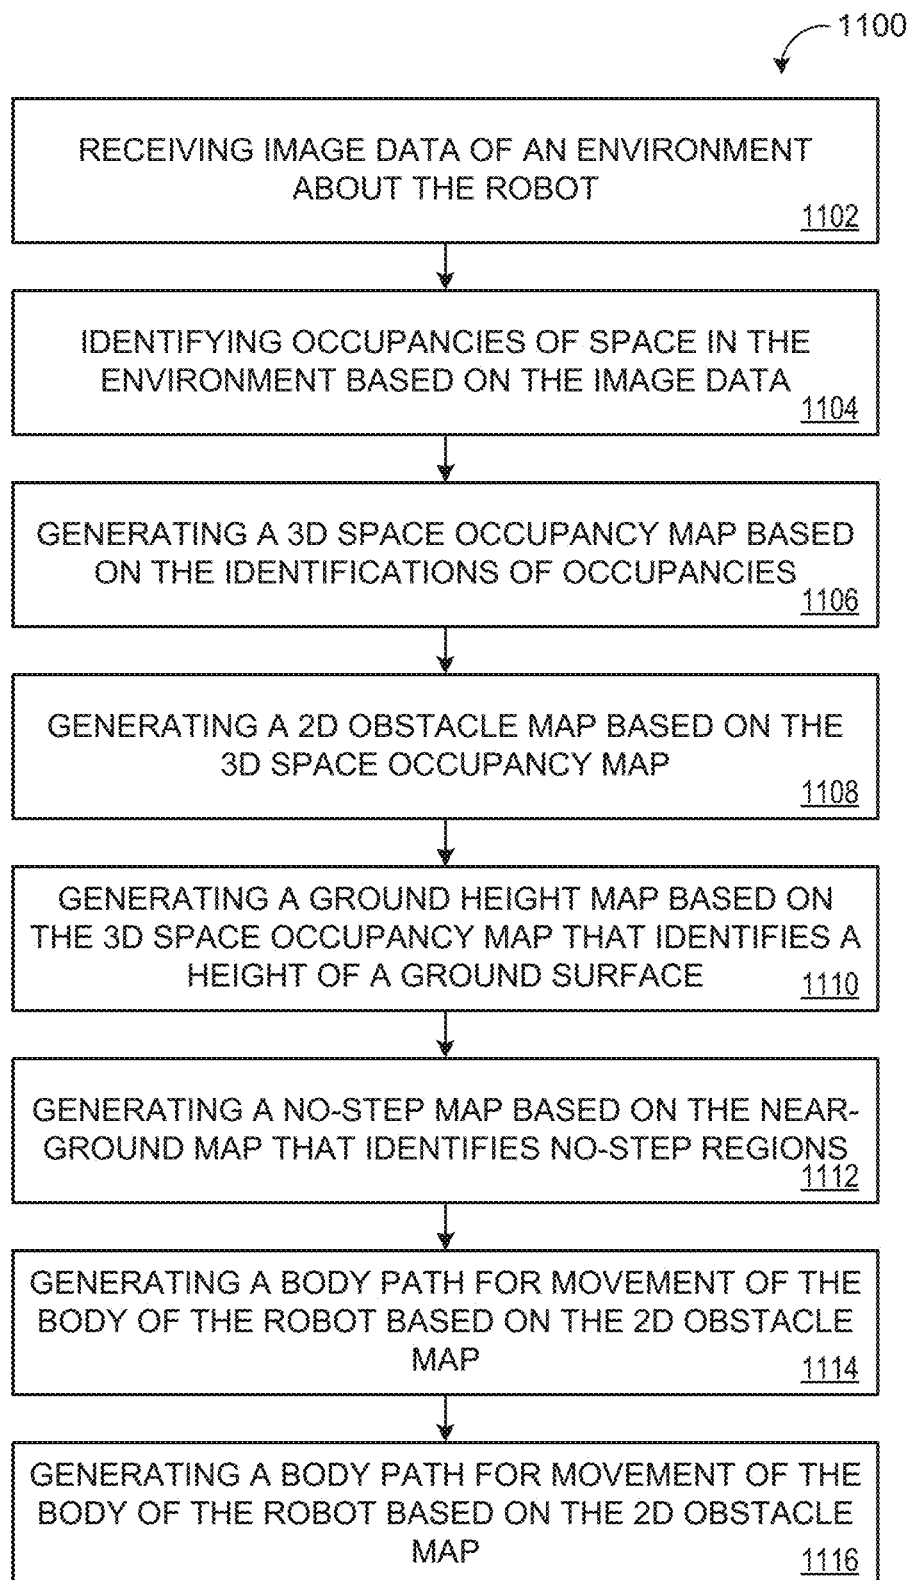 1100
RECEIVING IMAGE DATA OF AN ENVIRONMENT
ABOUT THE ROBOT
1102
IDENTIFYING OCCUPANCIES OF SPACE IN THE
ENVIRONMENT BASED ON THE IMAGE DATA
1104
GENERATING A 3D SPACE OCCUPANCY MAP BASED
ON THE IDENTIFICATIONS OF OCCUPANCIES
1106
GENERATING A 2D OBSTACLE MAP BASED ON THE
3D SPACE OCCUPANCY MAP
1108
GENERATING A GROUND HEIGHT MAP BASED ON
THE 3D SPACE OCCUPANCY MAP THAT IDENTIFIES A
HEIGHT OF A GROUND SURFACE
1110
GENERATING A NO-STEP MAP BASED ON THE NEAR-
GROUND MAP THAT IDENTIFIES NO-STEP REGIONS
1112
GENERATING A BODY PATH FOR MOVEMENT OF THE
BODY OF THE ROBOT BASED ON THE 2D OBSTACLE
MAP
1114
GENERATING A BODY PATH FOR MOVEMENT OF THE
BODY OF THE ROBOT BASED ON THE 2D OBSTACLE
MAP
1116